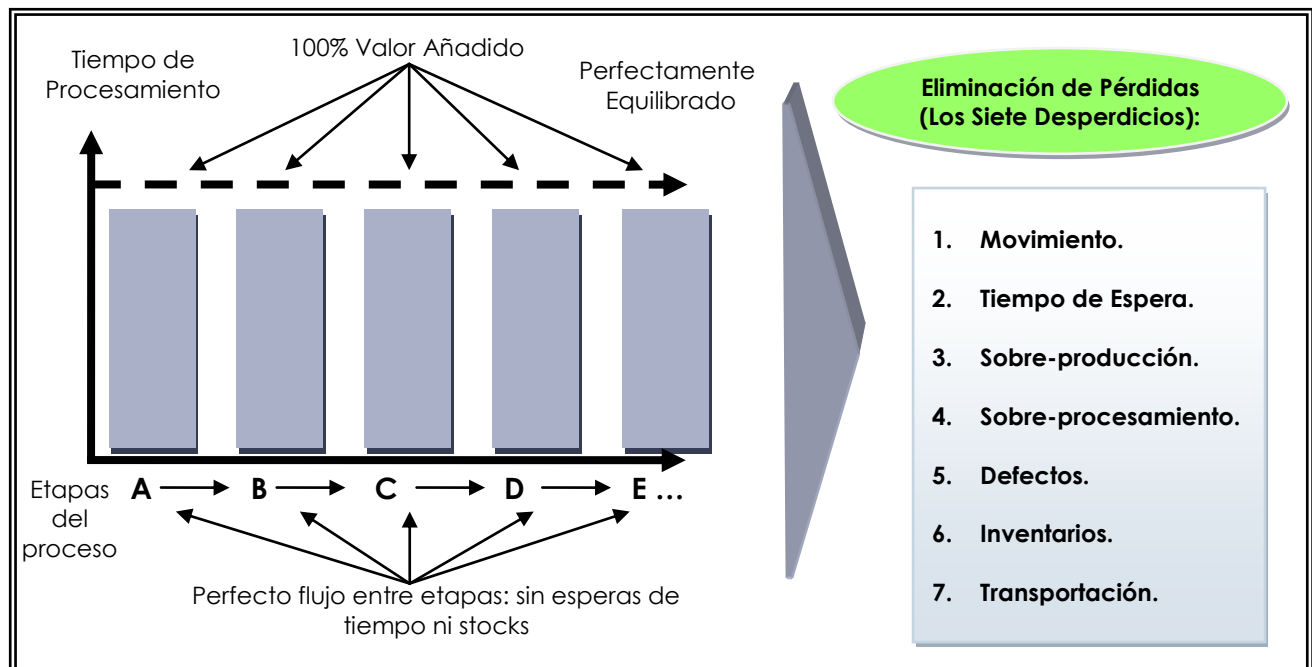 100% Valor Añadido
Tiempo de
Procesamiento
Perfectamente
Equilibrado
Etapas
del
proceso
A
B
C
D
E ...
Perfecto flujo entre etapas: sin esperas de
tiempo ni stocks
Eliminación de Pérdidas
(Los Siete Desperdicios):
1. Movimiento.
2. Tiempo de Espera.
3. Sobre-producción.
4. Sobre-procesamiento.
5. Defectos.
6. Inventarios.
7. Transportación.